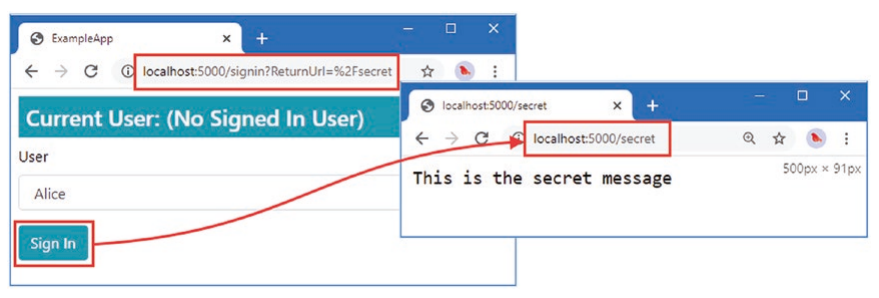 ExampleApp
localhost:5000/signin?ReturnUrl=%2Fsecret
Current User: (No Signed In User)
User
Alice
Sign In
localhost:5000/secret
localhost:5000/secret
500px × 91px
This is the secret message